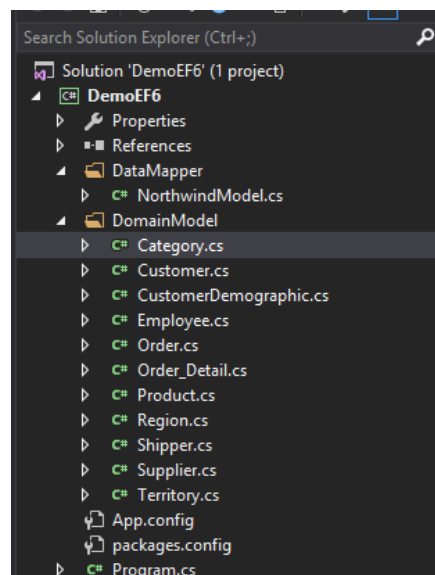 Search Solution Explorer (Ctrl+;)
Solution 'DemoEF6' (1 project)
C# DemoEF6
Properties
References
DataMapper
C# NorthwindModel.cs
DomainModel
C# Category.cs
C# Customer.cs
C# CustomerDemographic.cs
C# Employee.cs
C# Order.cs
C# Order_Detail.cs
C# Product.cs
C# Region.cs
C# Shipper.cs
C# Supplier.cs
C# Territory.cs
App.config
packages.config
C# Program.cs